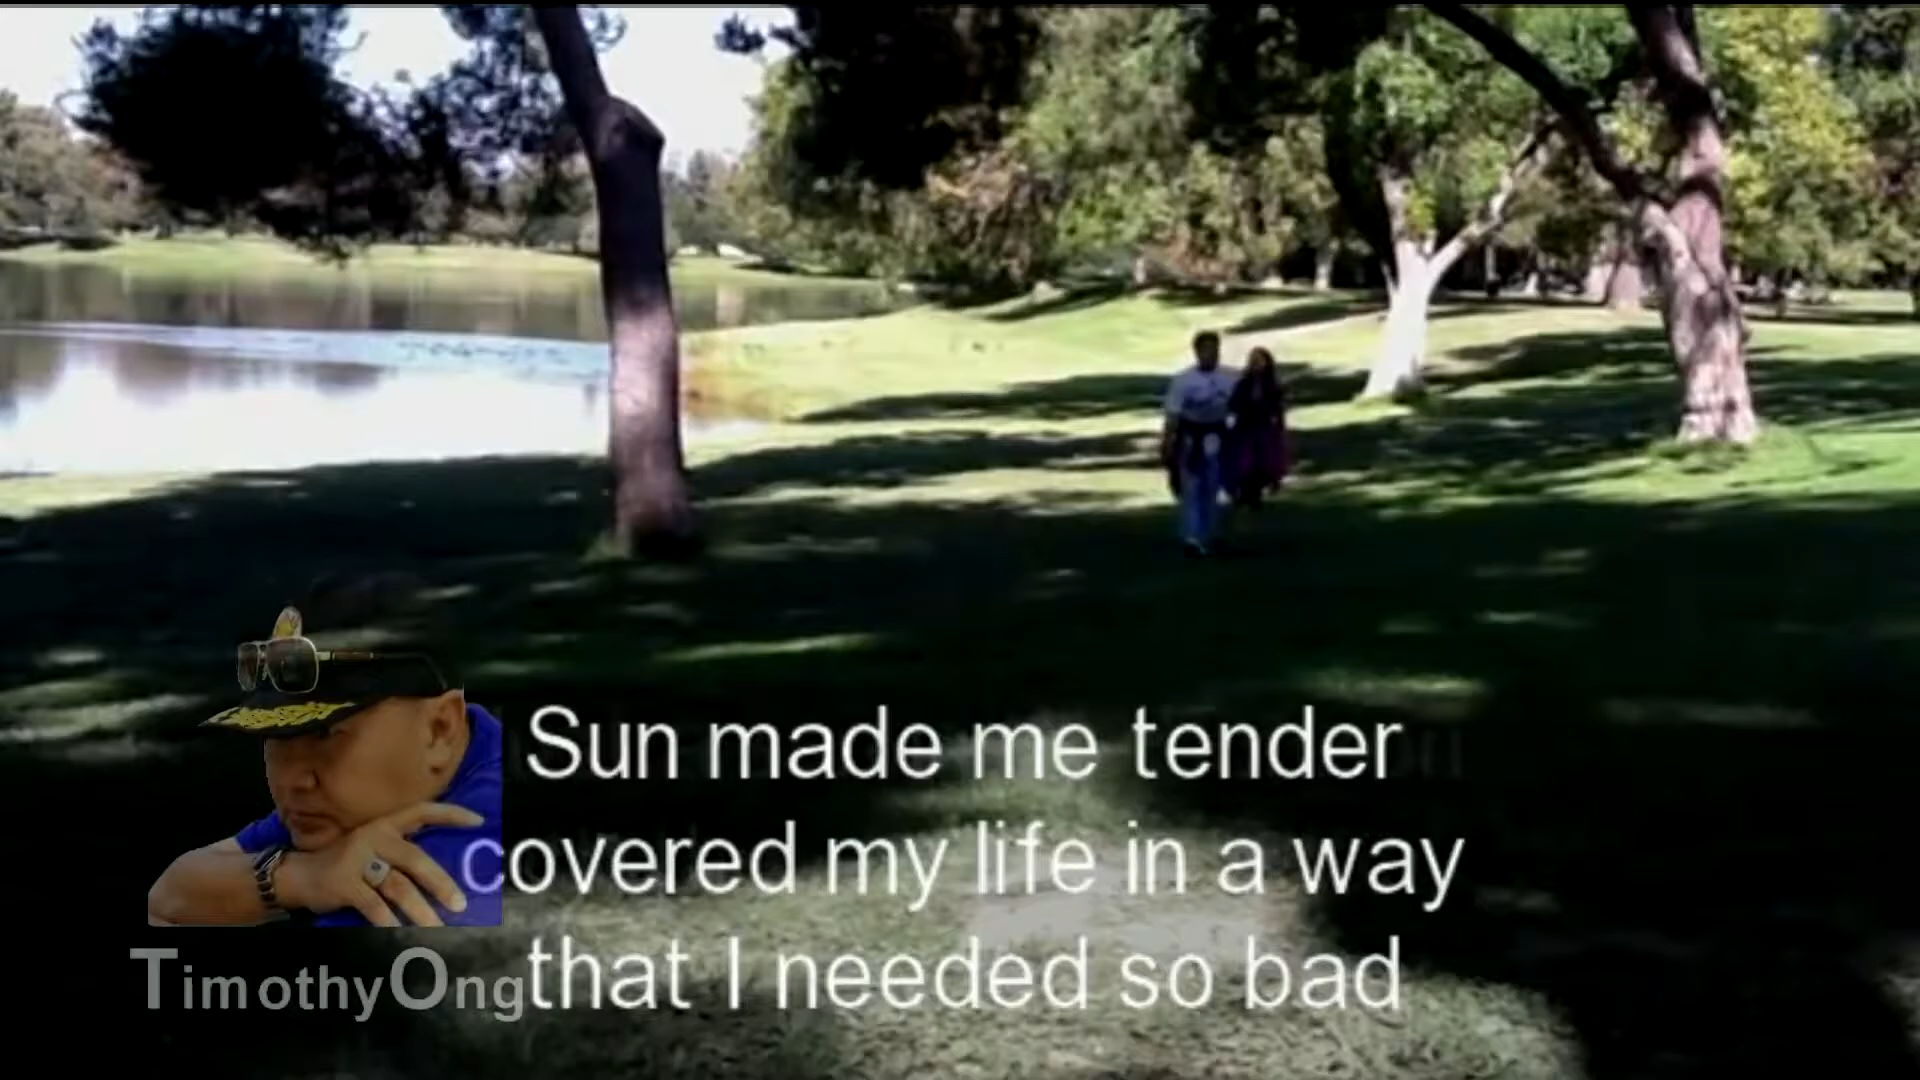 Sun made me tender
covered my life in a way
that I needed so bad
TimothyOng